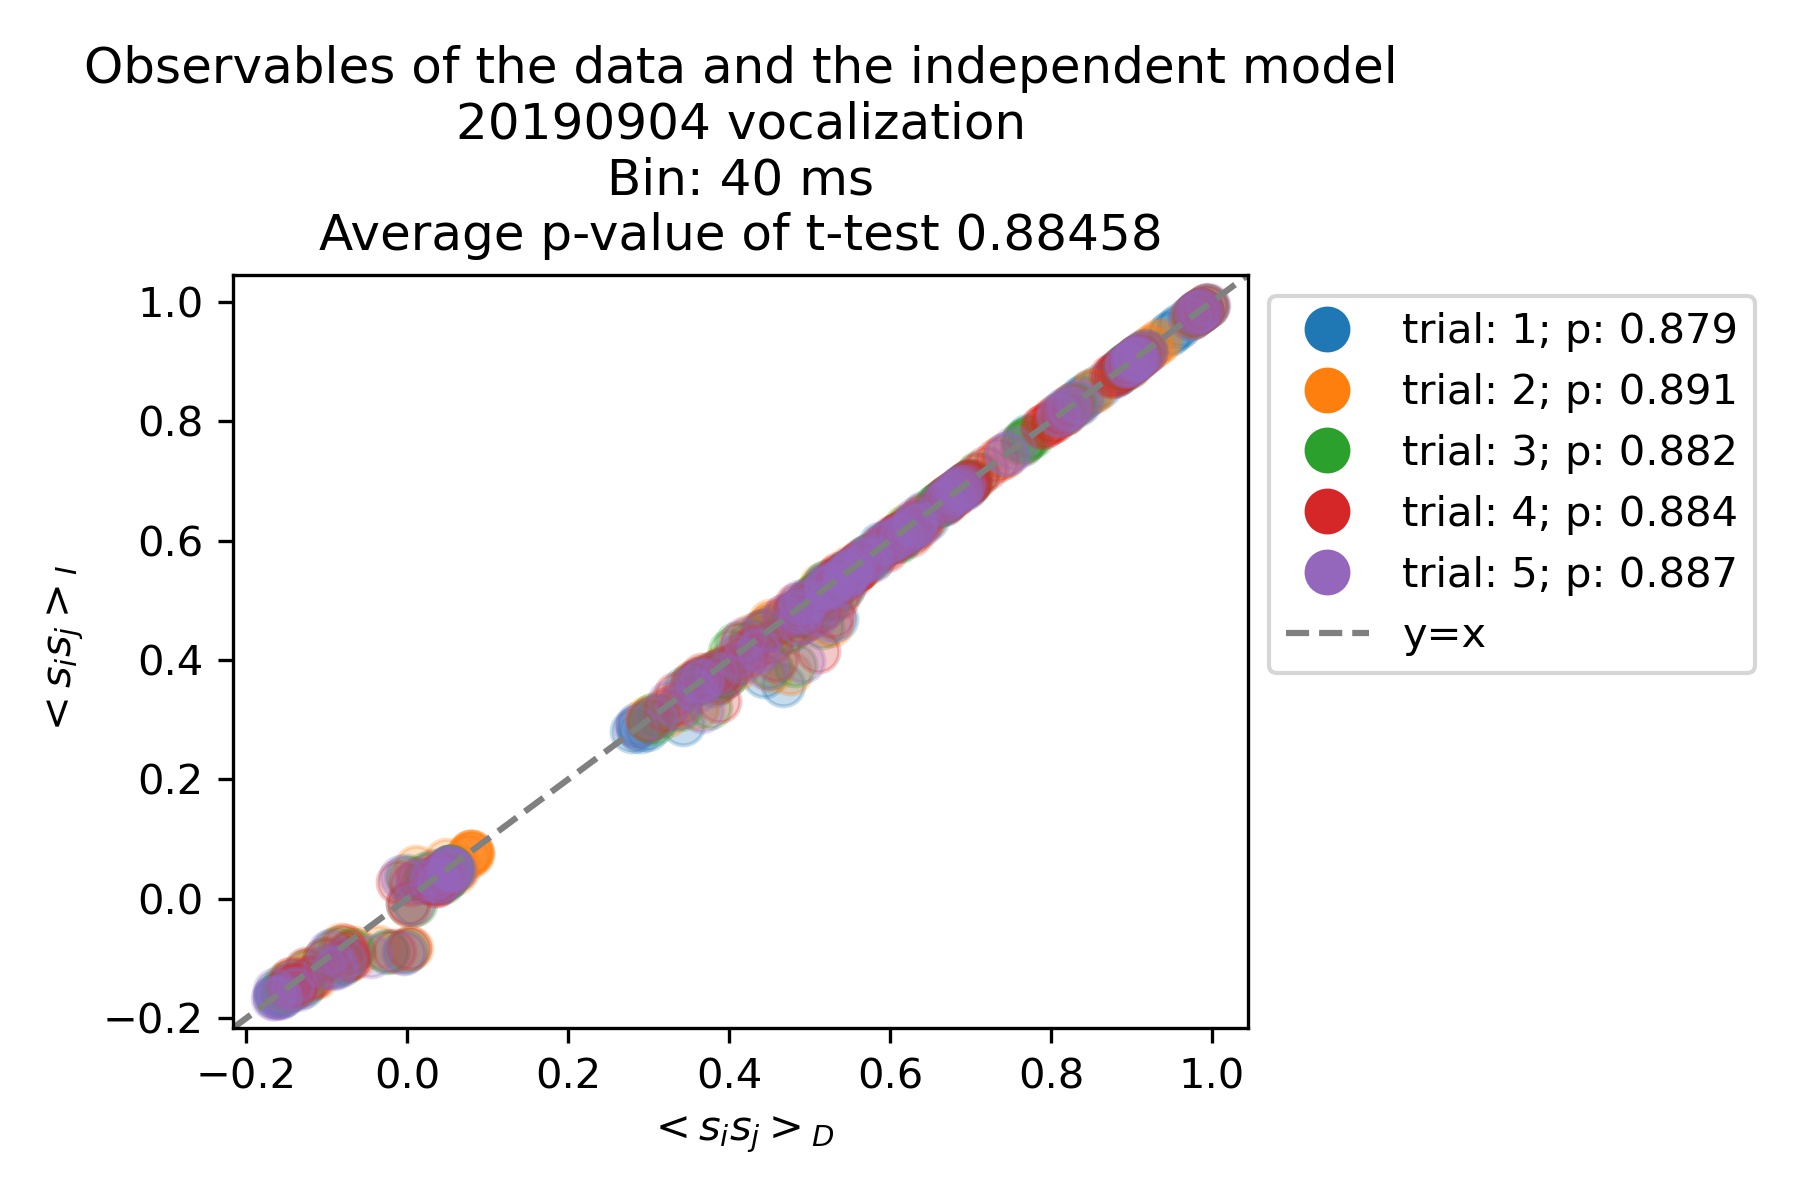 Observables of the data and the independent model
20190904 vocalization
Bin: 40 ms
Average p-value of t-test 0.88458
1.0
0.8
0.6
0.4
0.2
0.0
−0.2
< s_i s_j >_I
−0.2 0.0 0.2 0.4 0.6 0.8 1.0
< s_i s_j >_D
trial: 1; p: 0.879
trial: 2; p: 0.891
trial: 3; p: 0.882
trial: 4; p: 0.884
trial: 5; p: 0.887
y=x